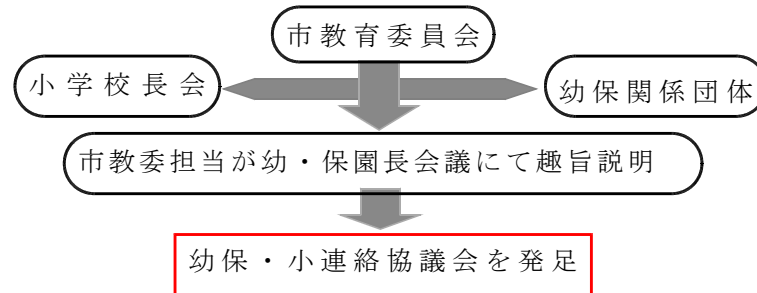 市教育委員会
小学校長会
幼保関係団体
市教委担当が幼・保園長会議にて趣旨説明
幼保・小連絡協議会を発足